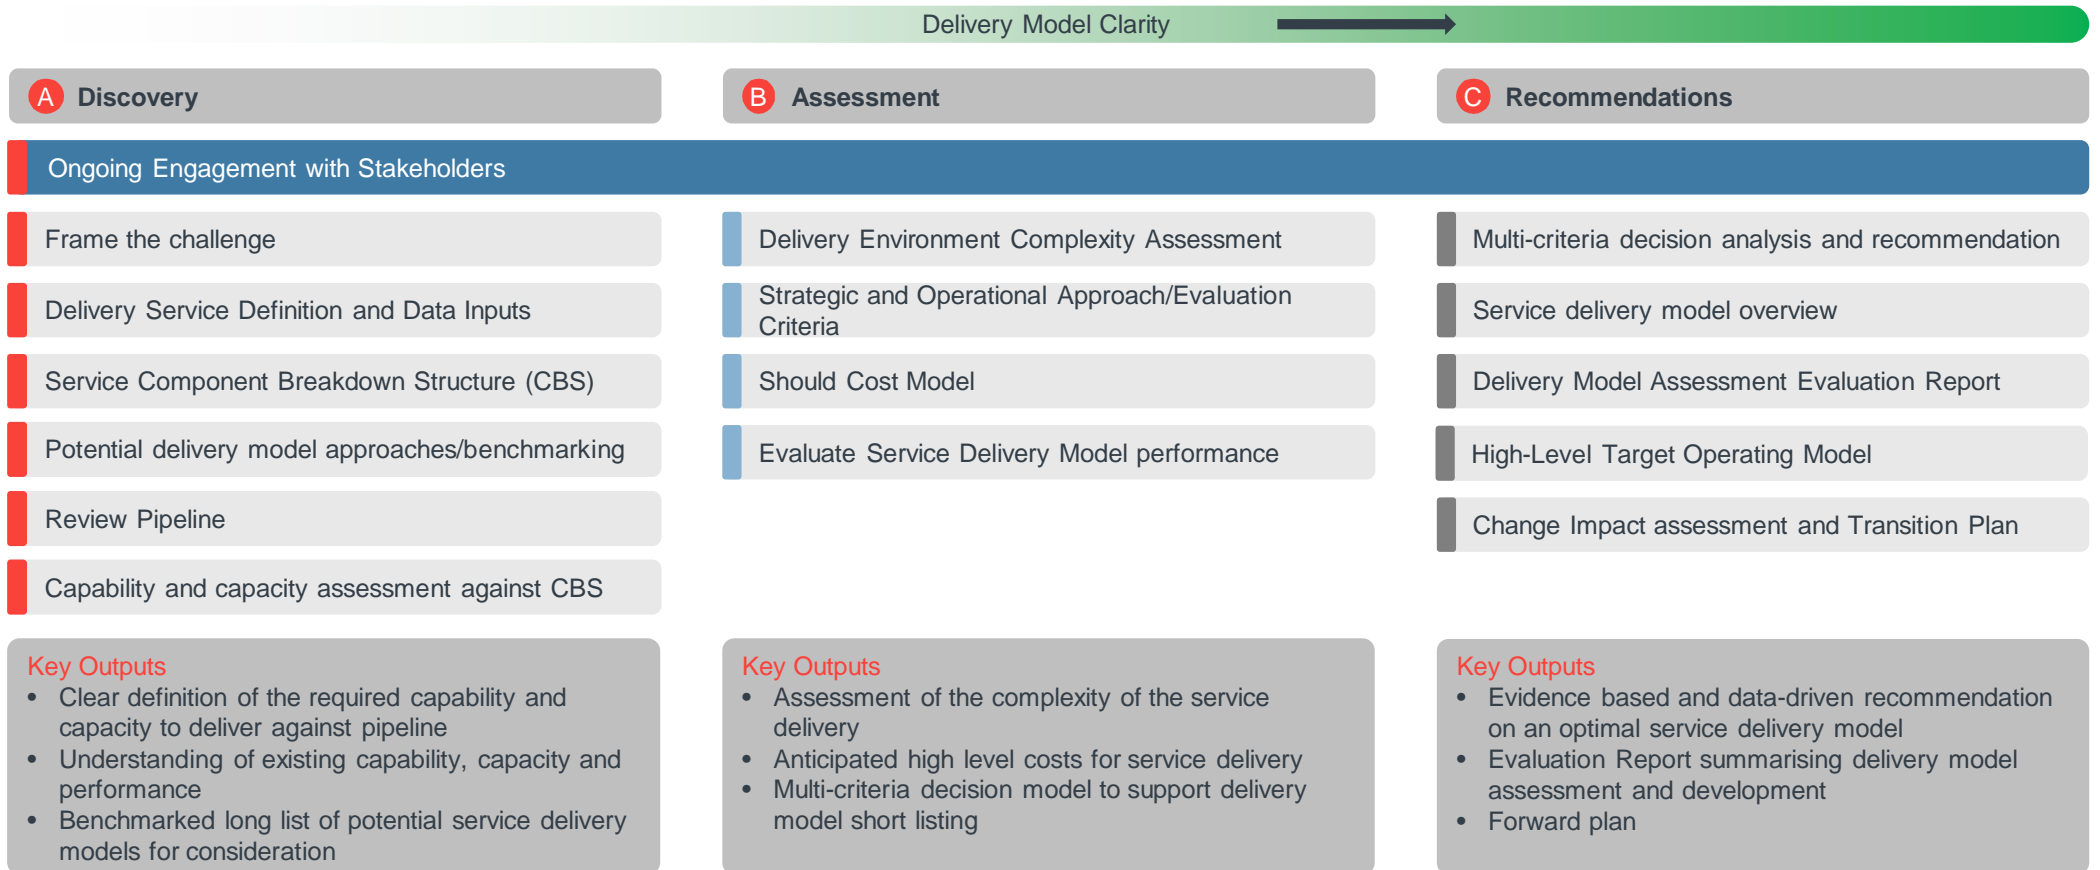 Delivery Model Clarity
A Discovery
B Assessment
C Recommendations
Ongoing Engagement with Stakeholders
Frame the challenge
Delivery Service Definition and Data Inputs
Service Component Breakdown Structure (CBS)
Potential delivery model approaches/benchmarking
Review Pipeline
Capability and capacity assessment against CBS
Delivery Environment Complexity Assessment
Strategic and Operational Approach/Evaluation
Criteria
Should Cost Model
Evaluate Service Delivery Model performance
Multi-criteria decision analysis and recommendation
Service delivery model overview
Delivery Model Assessment Evaluation Report
High-Level Target Operating Model
Change Impact assessment and Transition Plan
Key Outputs
• Clear definition of the required capability and
capacity to deliver against pipeline
• Understanding of existing capability, capacity and
performance
• Benchmarked long list of potential service delivery
models for consideration
Key Outputs
• Assessment of the complexity of the service
delivery
• Anticipated high level costs for service delivery
• Multi-criteria decision model to support delivery
model short listing
Key Outputs
• Evidence based and data-driven recommendation
on an optimal service delivery model
• Evaluation Report summarising delivery model
assessment and development
• Forward plan